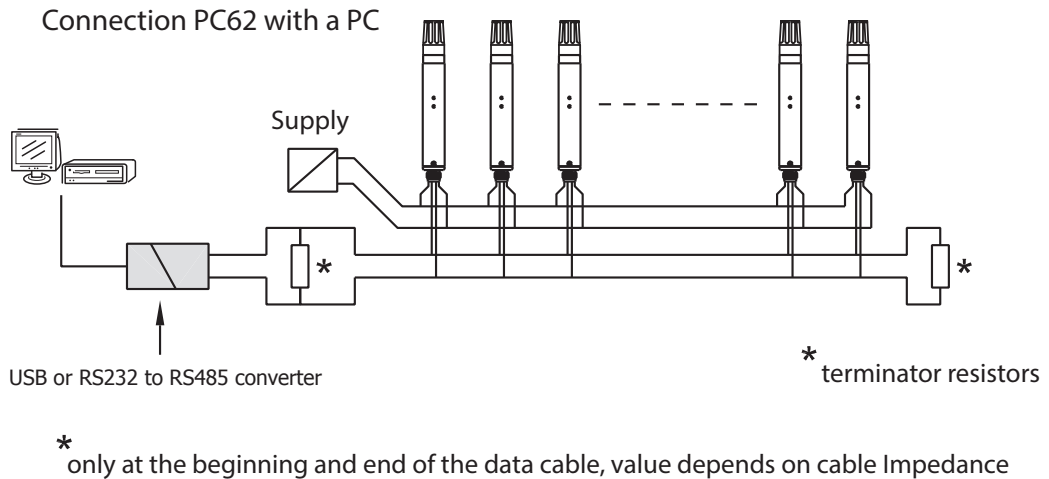 Connection PC62 with a PC
Supply
*
*
USB or RS232 to RS485 converter
* terminator resistors
*only at the beginning and end of the data cable, value depends on cable Impedance